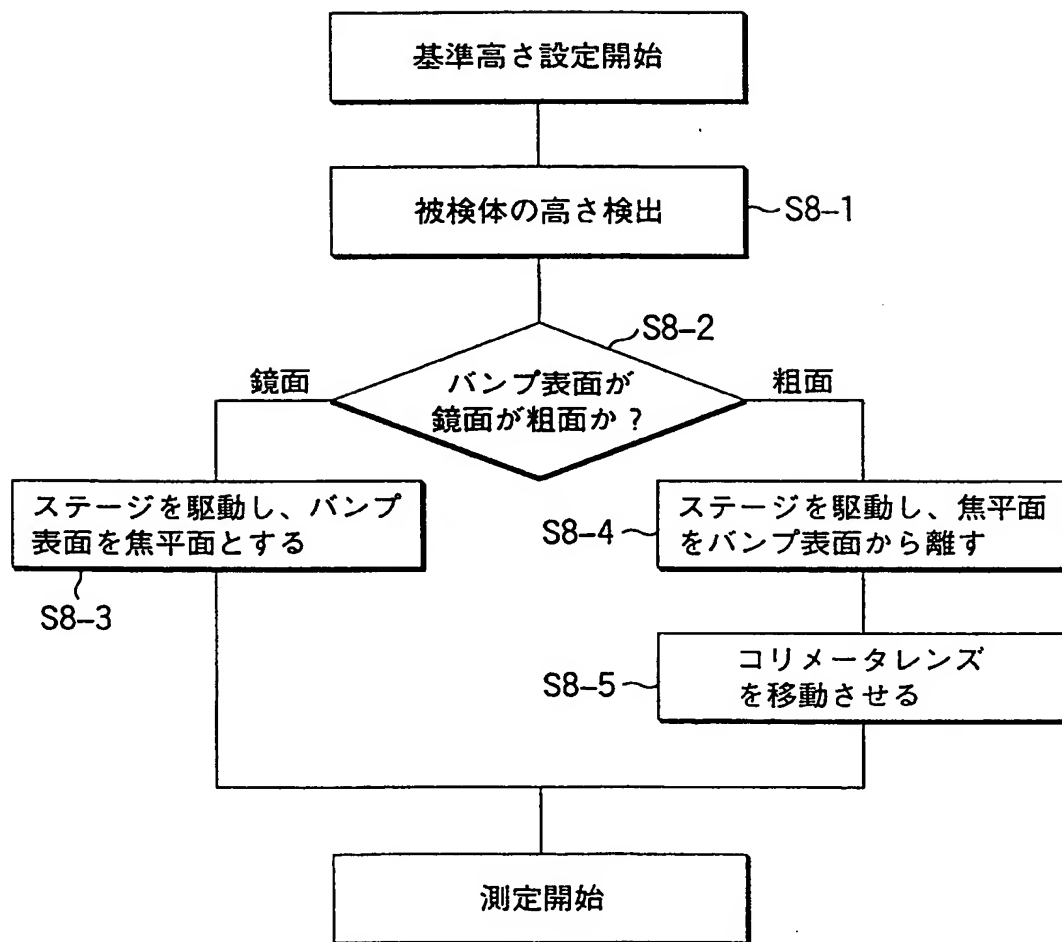 基準高さ設定開始
被検体の高さ検出
S8-1
S8-2
バンプ表面が
鏡面が粗面か?
鏡面
粗面
ステージを駆動し、バンプ
表面を焦平面とする
S8-3
ステージを駆動し、焦平面
をバンプ表面から離す
S8-4
コリメータレンズ
を移動させる
S8-5
測定開始